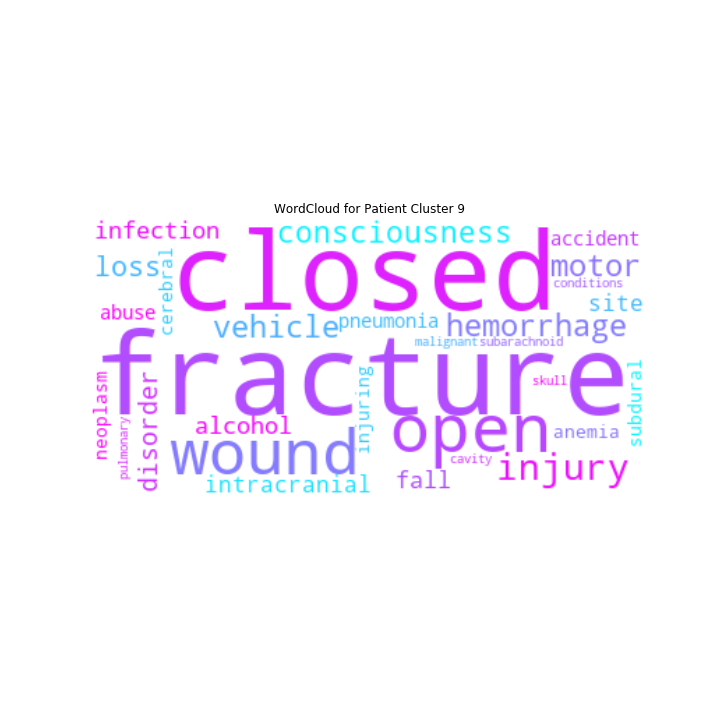 WordCloud for Patient Cluster 9
infection
closed
consciousness
accident
loss
cerebral
motor
conditions
site
abuse
vehicle
pneumonia
hemorrhage
malignant
subarachnoid
fracture
skull
subdural
neoplasm
pulmonary
disorder
injuring
alcohol
open
anemia
wound
cavity
injury
intracranial
fall